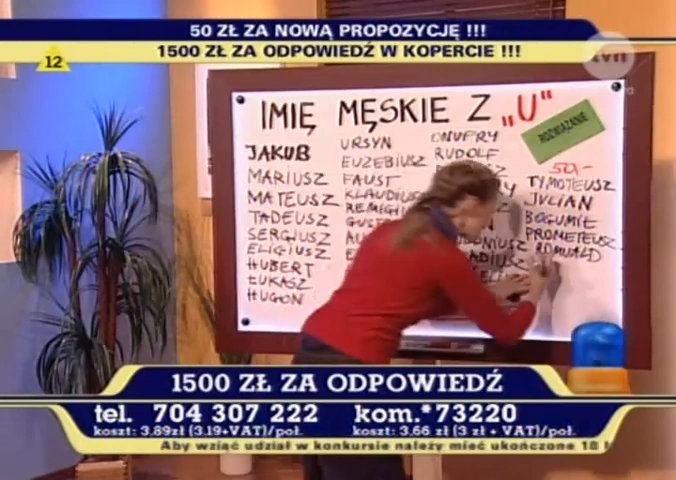 50 ZŁ ZA NOWĄ PROPOZYCJĘ !!!
1500 ZŁ ZA ODPOWIEDŹ W KOPERCIE !!!
12
tvn
IMIĘ MĘSKIE Z „U"
ROZWIĄZANIE
JAKUB
MARIUSZ
MATEUSZ
TADEUSZ
SERGIUSZ
ELIGIUSZ
HUBERT
ŁUKASZ
HUGON
URSYN
EUZEBIUSZ
FAUST
KLAUDIUSZ
ONUFRY
RUDOLF
50,-
TYMOTEUSZ
JULIAN
BOGUMIŁ
PROMETEUSZ
ROMUALD
1500 ZŁ ZA ODPOWIEDŹ
tel. 704 307 222 kom.*73220
koszt: 3.89zł (3.19+VAT)/poł. koszt: 3.66 zł (3 zł + VAT)/poł.
Aby wziąć udział w konkursie należy mieć ukończone 18